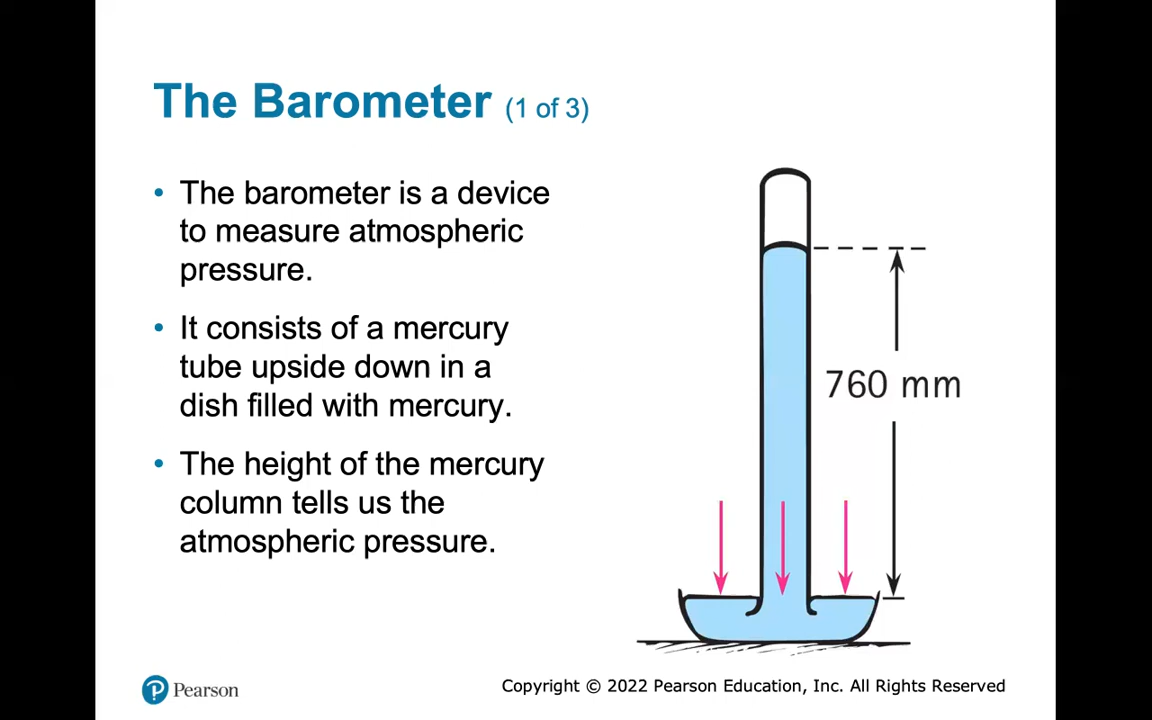 The Barometer (1 of 3)
• The barometer is a device
to measure atmospheric
pressure.
• It consists of a mercury
tube upside down in a
dish filled with mercury.
• The height of the mercury
column tells us the
atmospheric pressure.
760 mm
P Pearson
Copyright © 2022 Pearson Education, Inc. All Rights Reserved